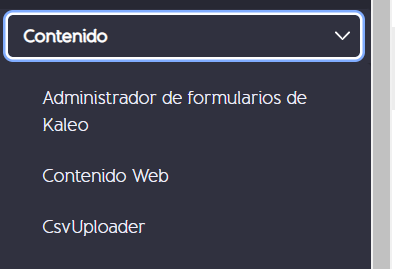 Contenido
Administrador de formularios de
Kaleo
Contenido Web
CsvUploader